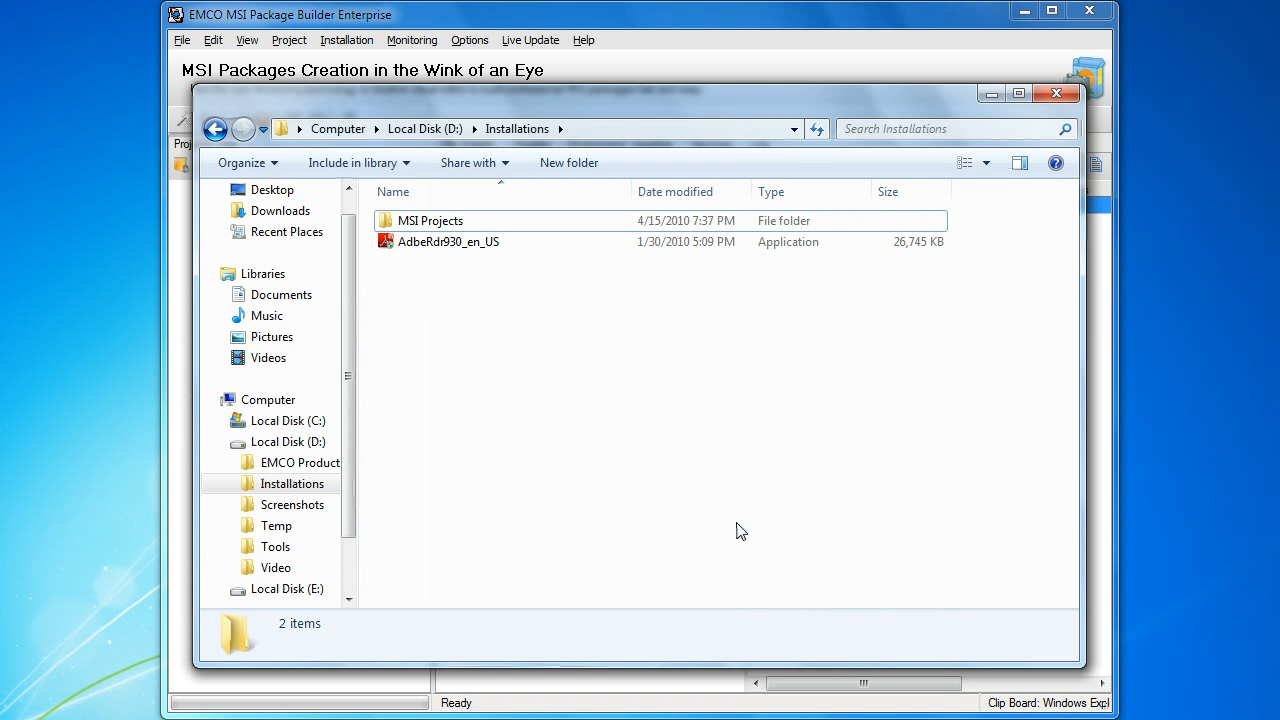 EMCO MSI Package Builder Enterprise
File Edit View Project Installation Monitoring Options Live Update Help
MSI Packages Creation in the Wink of an Eye
Computer Local Disk (D:) Installations
Search Installations
Organize Include in library Share with New folder
Name Date modified Type Size
MSI Projects 4/15/2010 7:37 PM File folder
AdbeRdr930_en_US 1/30/2010 5:09 PM Application 26,745 KB
Desktop
Downloads
Recent Places
Libraries
Documents
Music
Pictures
Videos
Computer
Local Disk (C:)
Local Disk (D:)
EMCO Product
Installations
Screenshots
Temp
Tools
Video
Local Disk (E:)
2 items
Ready
Clip Board: Windows Expl